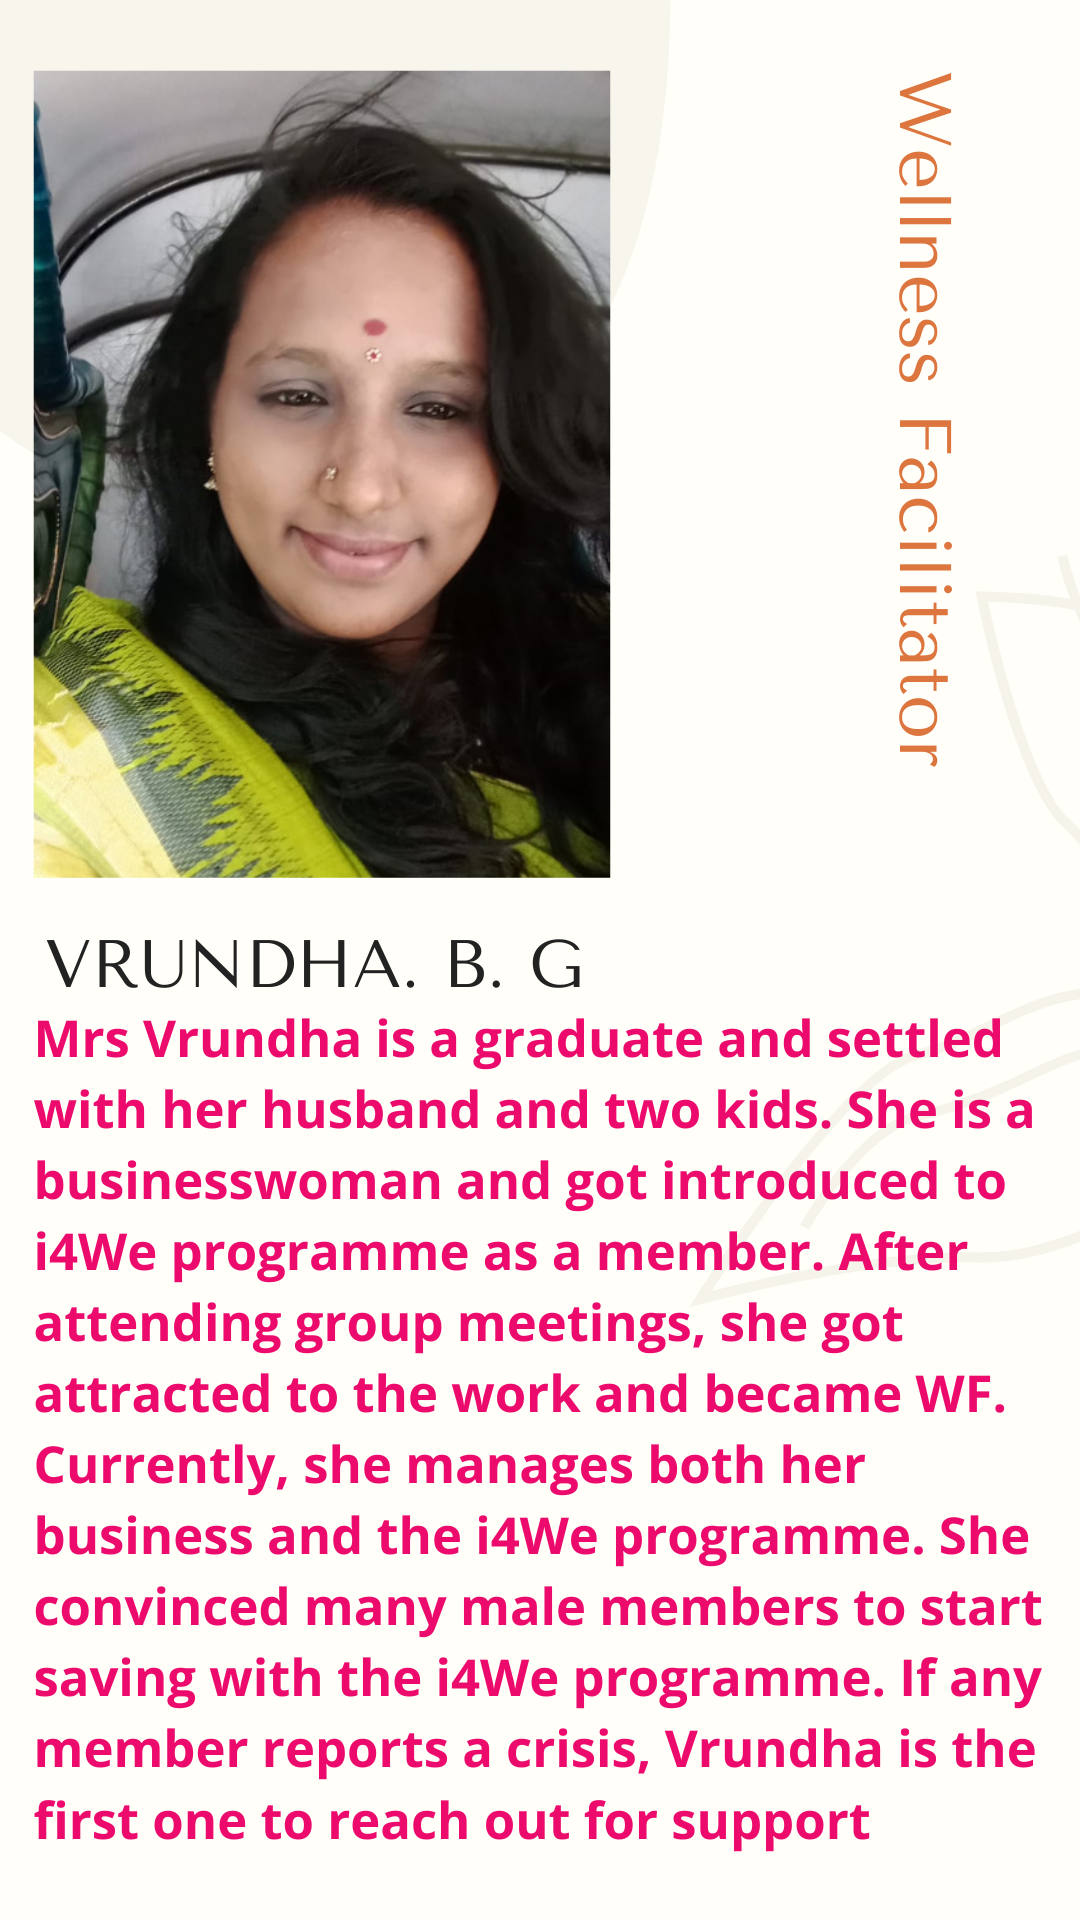 Wellness Facilitator
VRUNDHA. B. G
Mrs Vrundha is a graduate and settled
with her husband and two kids. She is a
businesswoman and got introduced to
i4We programme as a member. After
attending group meetings, she got
attracted to the work and became WF.
Currently, she manages both her
business and the i4We programme. She
convinced many male members to start
saving with the i4We programme. If any
member reports a crisis, Vrundha is the
first one to reach out for support